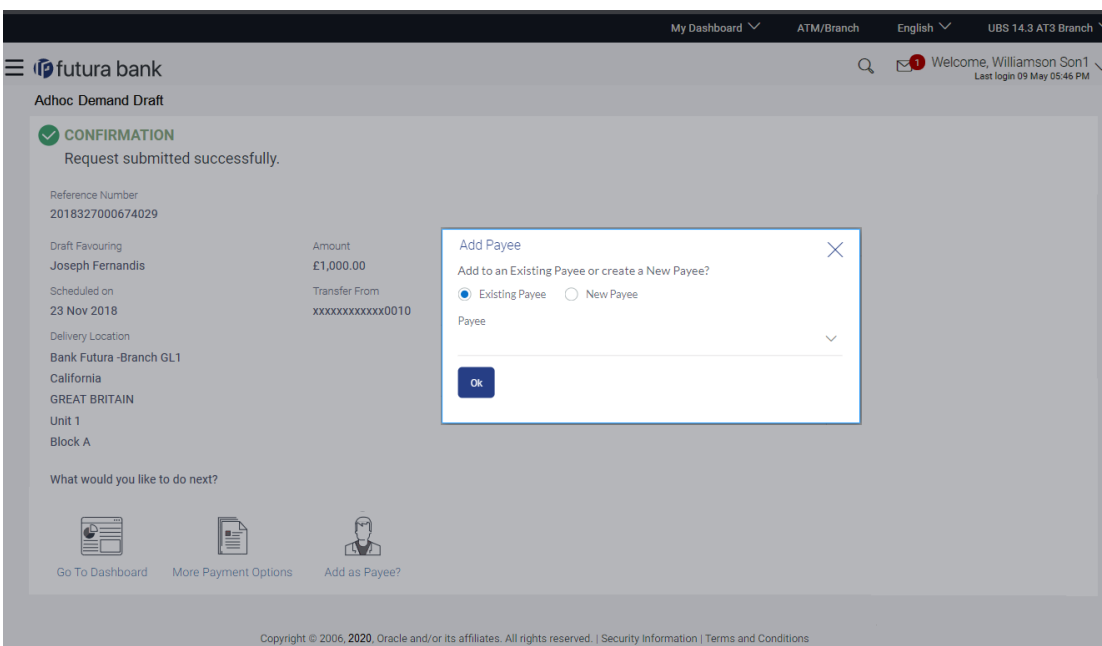 My Dashboard ATM/Branch English UBS 14.3 AT3 Branch
futura bank 1 Welcome, Williamson Son1
Last login 09 May 05:46 PM
Adhoc Demand Draft
CONFIRMATION
Request submitted successfully.
Reference Number
2018327000674029
Draft Favouring Amount
Joseph Fernandis £1,000.00
Scheduled on Transfer From
23 Nov 2018 xxxxxxxxxxxx0010
Delivery Location
Bank Futura -Branch GL1
California
GREAT BRITAIN
Unit 1
Block A
Add Payee
Add to an Existing Payee or create a New Payee?
Existing Payee New Payee
Payee
Ok
What would you like to do next?
Go To Dashboard More Payment Options Add as Payee?
Copyright © 2006, 2020, Oracle and/or its affiliates. All rights reserved. | Security Information | Terms and Conditions